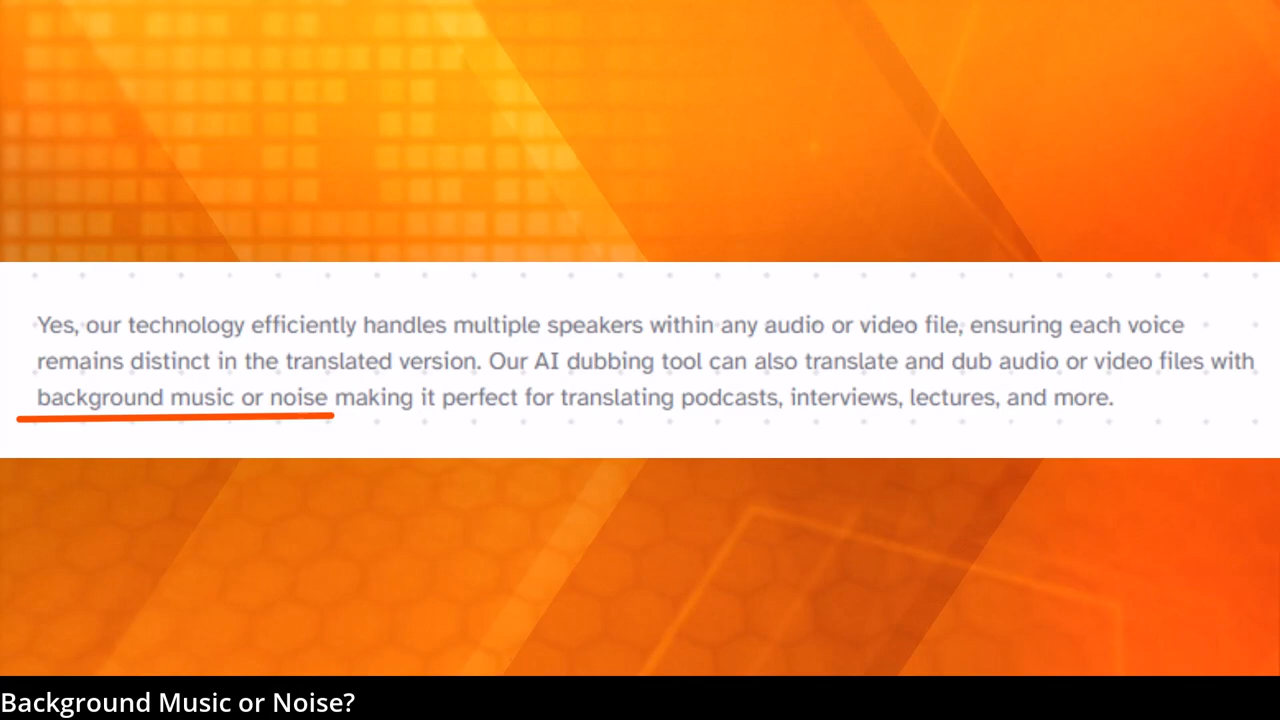 Yes, our technology efficiently handles multiple speakers within any audio or video file, ensuring each voice
remains distinct in the translated version. Our AI dubbing tool can also translate and dub audio or video files with
background music or noise making it perfect for translating podcasts, interviews, lectures, and more.
Background Music or Noise?